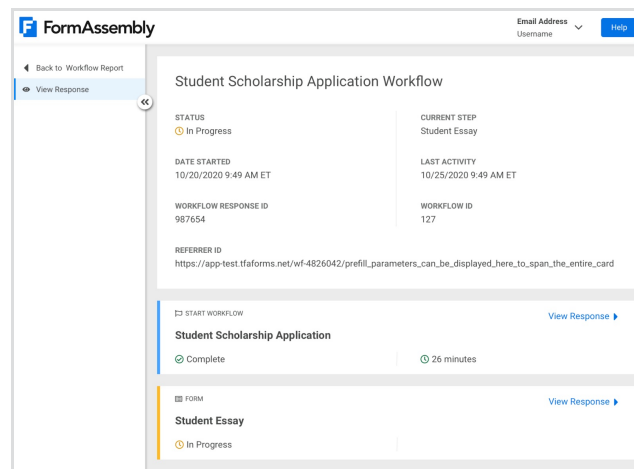 FormAssembly
Email Address
Username
Help
Back to Workflow Report
View Response
Student Scholarship Application Workflow
STATUS
In Progress
CURRENT STEP
Student Essay
DATE STARTED
10/20/2020 9:49 AM ET
LAST ACTIVITY
10/25/2020 9:49 AM ET
WORKFLOW RESPONSE ID
987654
WORKFLOW ID
127
REFERRER ID
https://app-test.tfaforms.net/wf-4826042/prefill_parameters_can_be_displayed_here_to_span_the_entire_card
START WORKFLOW
View Response
Student Scholarship Application
Complete
26 minutes
FORM
View Response
Student Essay
In Progress